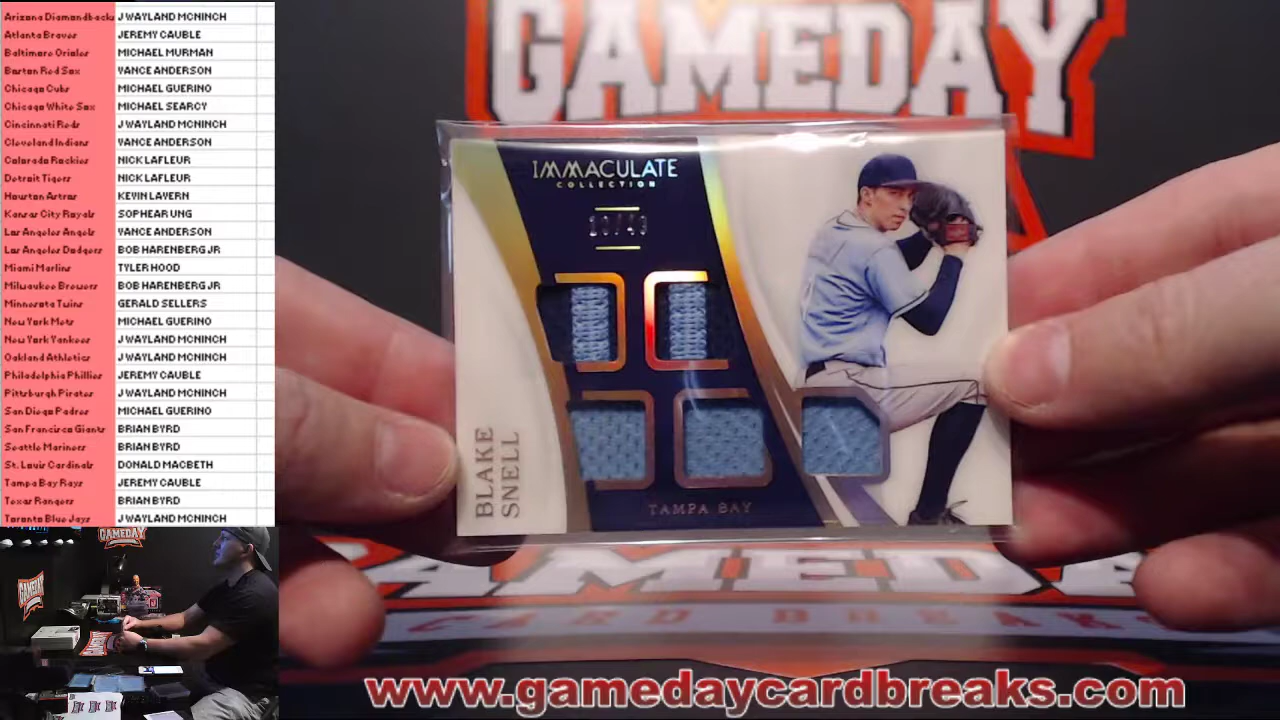 Arizona Diamondbacks J WAYLAND MCNINCH
Atlanta Braves JEREMY CAUBLE
Baltimore Orioles MICHAEL MURMAN
Boston Red Sox VANCE ANDERSON
Chicago Cubs MICHAEL GUERINO
Chicago White Sox MICHAEL SEARCY
Cincinnati Reds J WAYLAND MCNINCH
Cleveland Indians VANCE ANDERSON
Colorado Rockies NICK LAFLEUR
Detroit Tigers NICK LAFLEUR
Houston Astros KEVIN LAVERN
Kansas City Royals SOPHEAR UNG
Los Angeles Angels VANCE ANDERSON
Los Angeles Dodgers BOB HARENBERG JR
Miami Marlins TYLER HOOD
Milwaukee Brewers BOB HARENBERG JR
Minnesota Twins GERALD SELLERS
New York Mets MICHAEL GUERINO
New York Yankees J WAYLAND MCNINCH
Oakland Athletics J WAYLAND MCNINCH
Philadelphia Phillies JEREMY CAUBLE
Pittsburgh Pirates J WAYLAND MCNINCH
San Diego Padres MICHAEL GUERINO
San Francisco Giants BRIAN BYRD
Seattle Mariners BRIAN BYRD
St. Louis Cardinals DONALD MACBETH
Tampa Bay Rays JEREMY CAUBLE
Texas Rangers BRIAN BYRD
Toronto Blue Jays J WAYLAND MCNINCH
GAMEDAY
IMMACULATE
COLLECTION
BLAKE
SNELL
TAMPA BAY
GAMEDAY
CARD BREAKS
www.gamedaycardbreaks.com
GAMEDAY
GAMEDAY